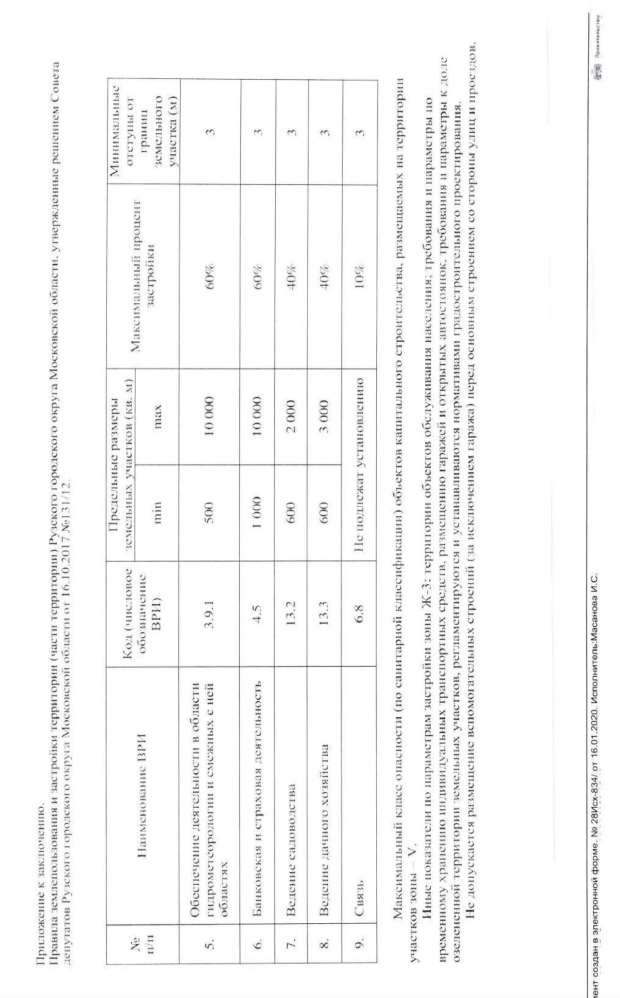 Приложение к заключению.
Правила землепользования и застройки территории (части территории) Рузского городского округа Московской области, утвержденные решением Совета
депутатов Рузского городского округа Московской области от 16.10.2017 №131/12.
№ п/п Наименование ВРИ Код (числовое обозначение ВРИ) Предельные размеры земельных участков (кв. м) Максимальный процент застройки Минимальные отступы от границ земельного участка (м)
min max
5. Обеспечение деятельности в области гидрометеорологии и смежных с ней областях 3.9.1 500 10 000 60% 3
6. Банковская и страховая деятельность 4.5 1 000 10 000 60% 3
7. Ведение садоводства 13.2 600 2 000 40% 3
8. Ведение дачного хозяйства 13.3 600 3 000 40% 3
9. Связь 6.8 Не подлежат установлению 10% 3
Максимальный класс опасности (по санитарной классификации) объектов капитального строительства, размещаемых на территории
участков зоны – V.
Иные показатели по параметрам застройки зоны Ж-3: территории объектов обслуживания населения; требования и параметры по
временному хранению индивидуальных транспортных средств, размещению гаражей и открытых автостоянок, требования и параметры к доле
озелененной территории земельных участков, регламентируются и устанавливаются нормативами градостроительного проектирования.
Не допускается размещение вспомогательных строений (за исключением гаража) перед основным строением со стороны улиц и проездов.
мент создан в электронной форме. № 28Исх-834/ от 16.01.2020. Исполнитель:Масанова И.С.